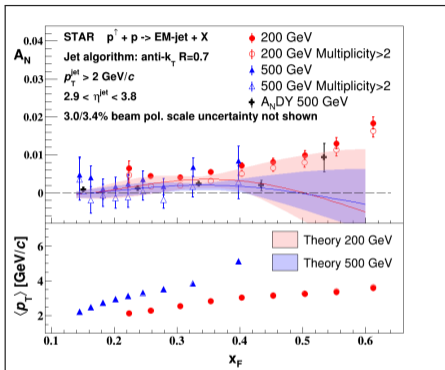 A_N
0.04
0.03
0.02
0.01
0
STAR p↑ + p -> EM-jet + X
Jet algorithm: anti-k_T R=0.7
p_T^jet > 2 GeV/c
2.9 < η^jet < 3.8
3.0/3.4% beam pol. scale uncertainty not shown
200 GeV
200 GeV Multiplicity>2
500 GeV
500 GeV Multiplicity>2
A_NDY 500 GeV
⟨p_T⟩ [GeV/c]
6
4
2
Theory 200 GeV
Theory 500 GeV
0.1 0.2 0.3 0.4 0.5 0.6
x_F